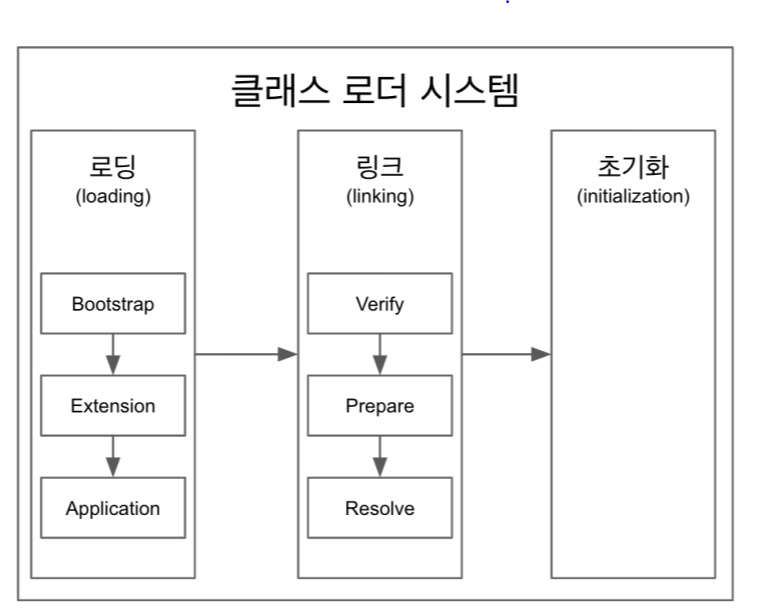 클래스 로더 시스템
로딩
(loading)
Bootstrap
Extension
Application
링크
(linking)
Verify
Prepare
Resolve
초기화
(initialization)